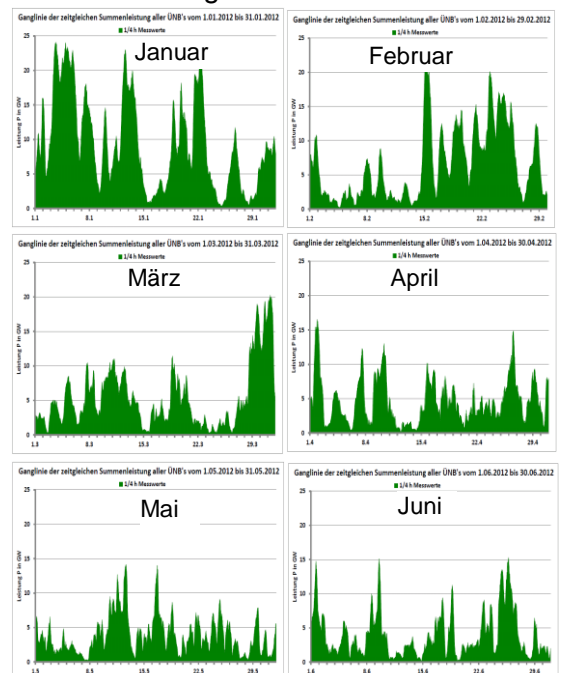 Ganglinie der zeitgleichen Summenleistung aller ÜNB's vom 1.01.2012 bis 31.01.2012
1/4 h Messwerte
Januar
Leistung P in GW
25
20
15
10
5
0
1.1 8.1 15.1 22.1 29.1
Ganglinie der zeitgleichen Summenleistung aller ÜNB's vom 1.02.2012 bis 29.02.2012
1/4 h Messwerte
Februar
Leistung P in GW
25
20
15
10
5
0
1.2 8.2 15.2 22.2 29.2
Ganglinie der zeitgleichen Summenleistung aller ÜNB's vom 1.03.2012 bis 31.03.2012
1/4 h Messwerte
März
Leistung P in GW
25
20
15
10
5
0
1.3 8.3 15.3 22.3 29.3
Ganglinie der zeitgleichen Summenleistung aller ÜNB's vom 1.04.2012 bis 30.04.2012
1/4 h Messwerte
April
Leistung P in GW
25
20
15
10
5
0
1.4 8.4 15.4 22.4 29.4
Ganglinie der zeitgleichen Summenleistung aller ÜNB's vom 1.05.2012 bis 31.05.2012
1/4 h Messwerte
Mai
Leistung P in GW
25
20
15
10
5
0
1.5 8.5 15.5 22.5 29.5
Ganglinie der zeitgleichen Summenleistung aller ÜNB's vom 1.06.2012 bis 30.06.2012
1/4 h Messwerte
Juni
Leistung P in GW
25
20
15
10
5
0
1.6 8.6 15.6 22.6 29.6